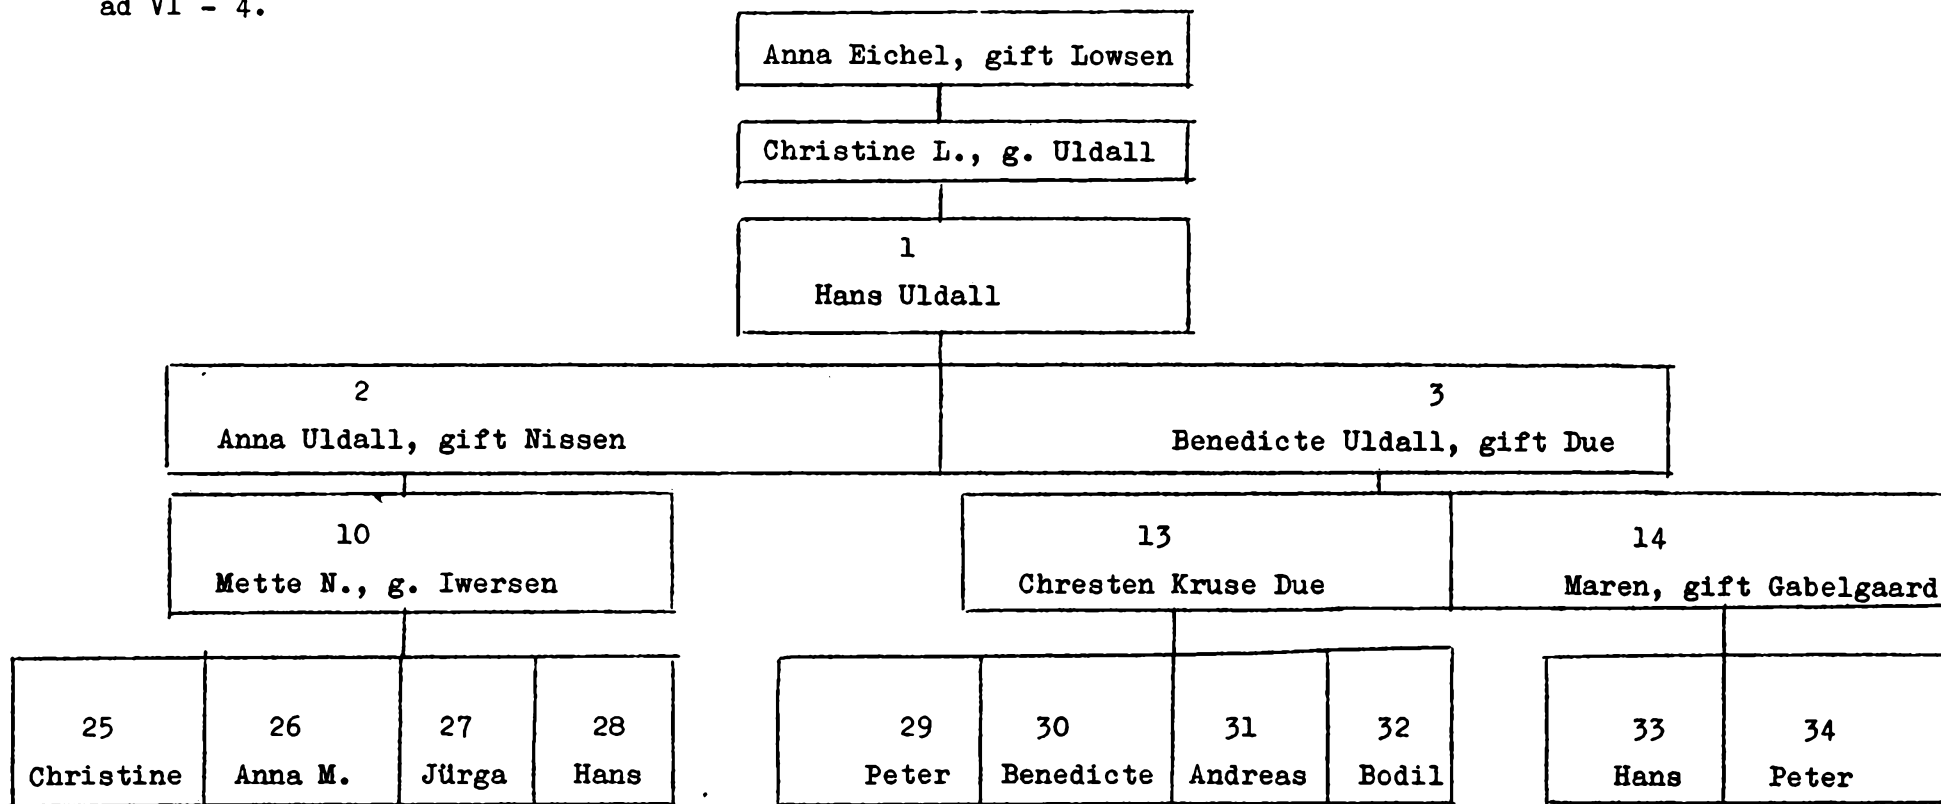 ad VI - 4.
Anna Eichel, gift Lowsen
Christine L., g. Uldall
1
Hans Uldall
2 3
Anna Uldall, gift Nissen Benedicte Uldall, gift Due
10 13 14
Mette N., g. Iwersen Chresten Kruse Due Maren, gift Gabelgaard
25 26 27 28 29 30 31 32 33 34
Christine Anna M. Jürga Hans Peter Benedicte Andreas Bodil Hans Peter